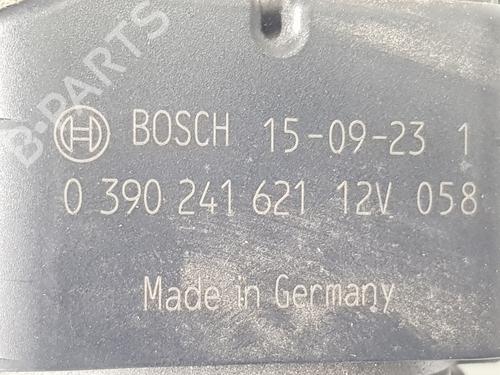 BOSCH 15-09-23 1
0 390 241 621 12V 058
Made in Germany
B-PARTS